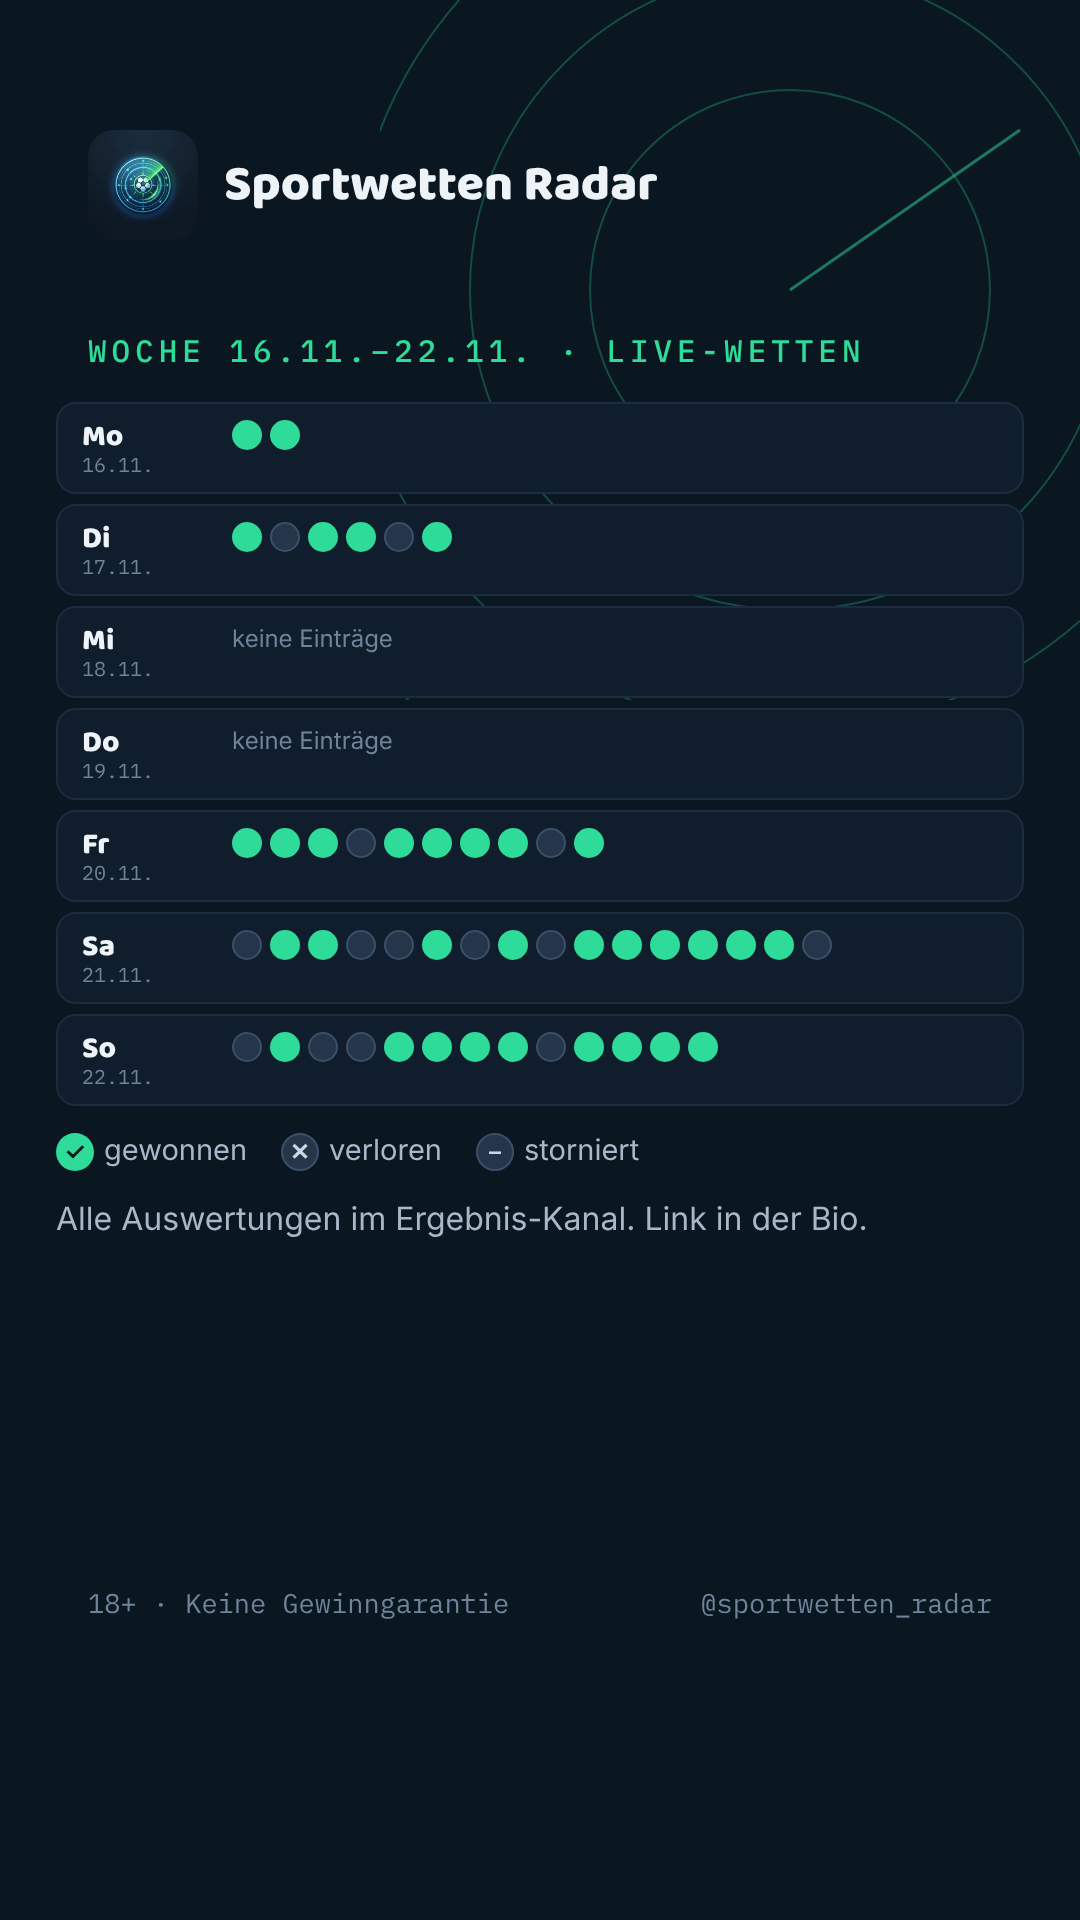 Sportwetten Radar
WOCHE 16.11.–22.11. · LIVE-WETTEN
Mo
16.11.
Di
17.11.
Mi
18.11.
keine Einträge
Do
19.11.
keine Einträge
Fr
20.11.
Sa
21.11.
So
22.11.
gewonnen verloren storniert
Alle Auswertungen im Ergebnis-Kanal. Link in der Bio.
18+ · Keine Gewinngarantie @sportwetten_radar